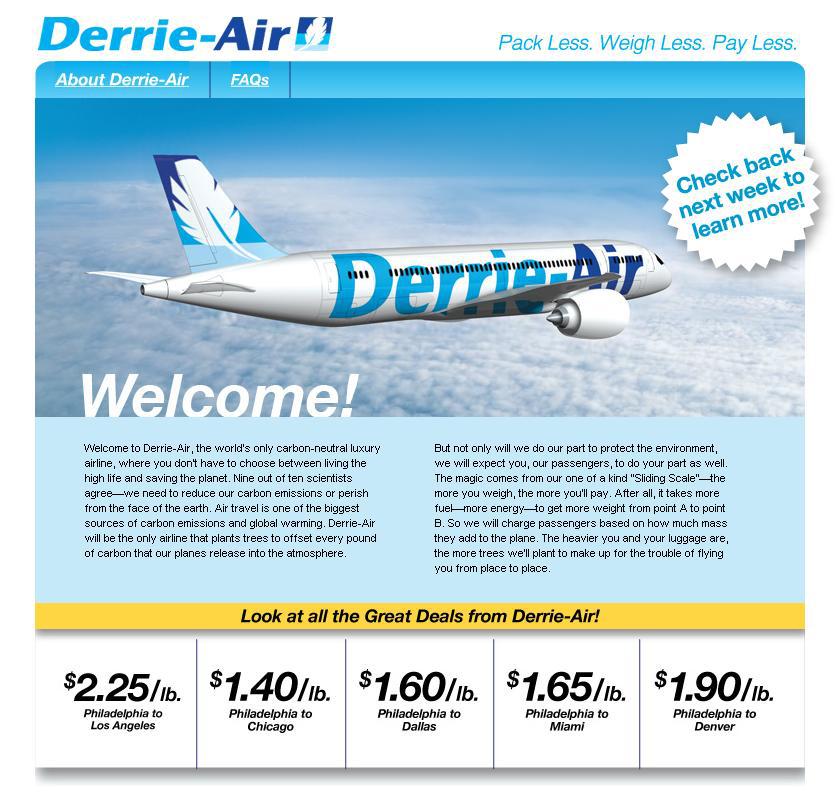 Derrie-Air
Pack Less. Weigh Less. Pay Less.
About Derrie-Air
FAQs
Check back
next week to
learn more!
Derrie-Air
Welcome!
Welcome to Derrie-Air, the world's only carbon-neutral luxury
airline, where you don't have to choose between living the
high life and saving the planet. Nine out of ten scientists
agree—we need to reduce our carbon emissions or perish
from the face of the earth. Air travel is one of the biggest
sources of carbon emissions and global warming. Derrie-Air
will be the only airline that plants trees to offset every pound
of carbon that our planes release into the atmosphere.
But not only will we do our part to protect the environment,
we will expect you, our passengers, to do your part as well.
The magic comes from our one of a kind "Sliding Scale"—the
more you weigh, the more you'll pay. After all, it takes more
fuel—more energy—to get more weight from point A to point
B. So we will charge passengers based on how much mass
they add to the plane. The heavier you and your luggage are,
the more trees we'll plant to make up for the trouble of flying
you from place to place.
Look at all the Great Deals from Derrie-Air!
$2.25/lb.
Philadelphia to
Los Angeles
$1.40/lb.
Philadelphia to
Chicago
$1.60/lb.
Philadelphia to
Dallas
$1.65/lb.
Philadelphia to
Miami
$1.90/lb.
Philadelphia to
Denver